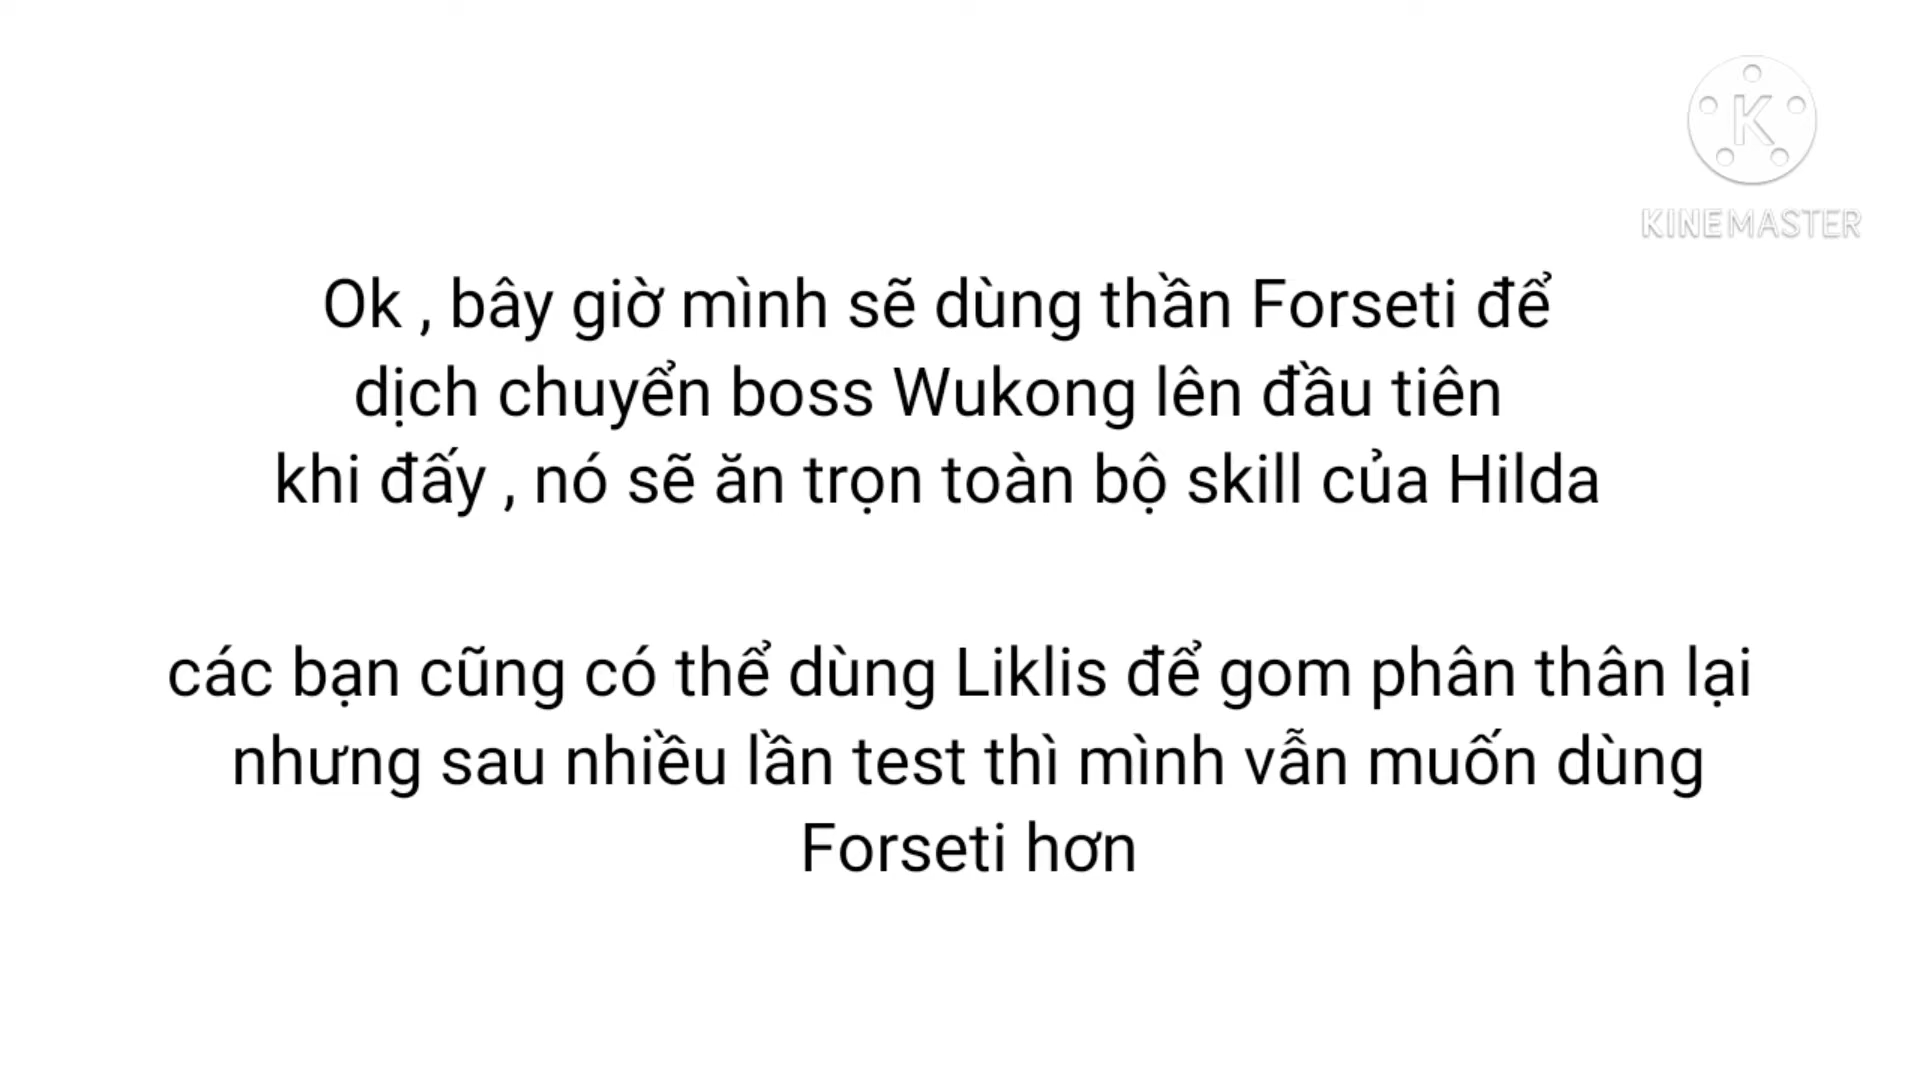 K
KINEMASTER
Ok , bây giờ mình sẽ dùng thần Forseti để
dịch chuyển boss Wukong lên đầu tiên
khi đấy , nó sẽ ăn trọn toàn bộ skill của Hilda
các bạn cũng có thể dùng Liklis để gom phân thân lại
nhưng sau nhiều lần test thì mình vẫn muốn dùng
Forseti hơn